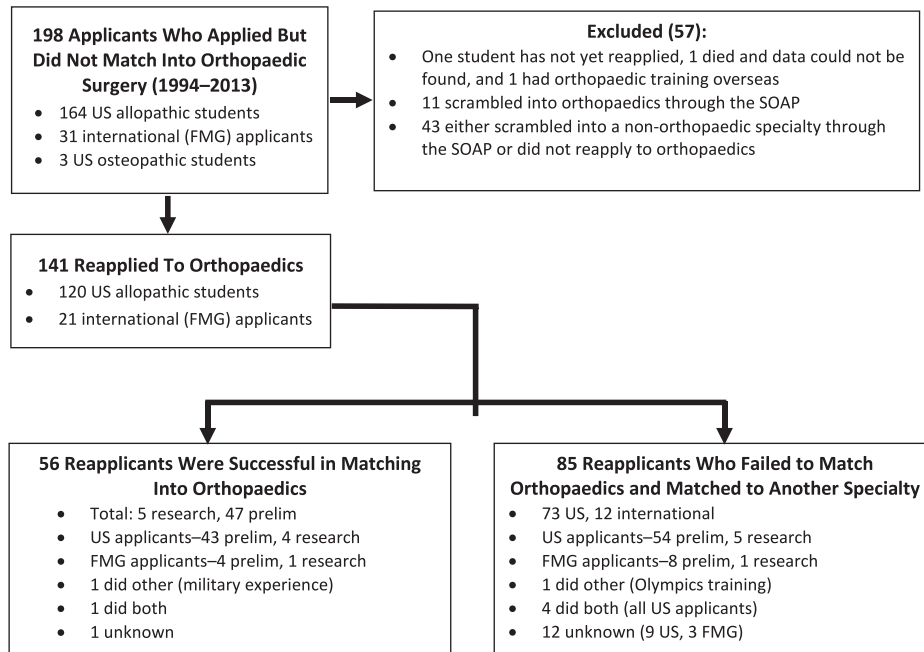 198 Applicants Who Applied But
Did Not Match Into Orthopaedic
Surgery (1994–2013)
• 164 US allopathic students
• 31 international (FMG) applicants
• 3 US osteopathic students
Excluded (57):
• One student has not yet reapplied, 1 died and data could not be
found, and 1 had orthopaedic training overseas
• 11 scrambled into orthopaedics through the SOAP
• 43 either scrambled into a non-orthopaedic specialty through
the SOAP or did not reapply to orthopaedics
141 Reapplied To Orthopaedics
• 120 US allopathic students
• 21 international (FMG) applicants
56 Reapplicants Were Successful in Matching
Into Orthopaedics
• Total: 5 research, 47 prelim
• US applicants–43 prelim, 4 research
• FMG applicants–4 prelim, 1 research
• 1 did other (military experience)
• 1 did both
• 1 unknown
85 Reapplicants Who Failed to Match
Orthopaedics and Matched to Another Specialty
• 73 US, 12 international
• US applicants–54 prelim, 5 research
• FMG applicants–8 prelim, 1 research
• 1 did other (Olympics training)
• 4 did both (all US applicants)
• 12 unknown (9 US, 3 FMG)